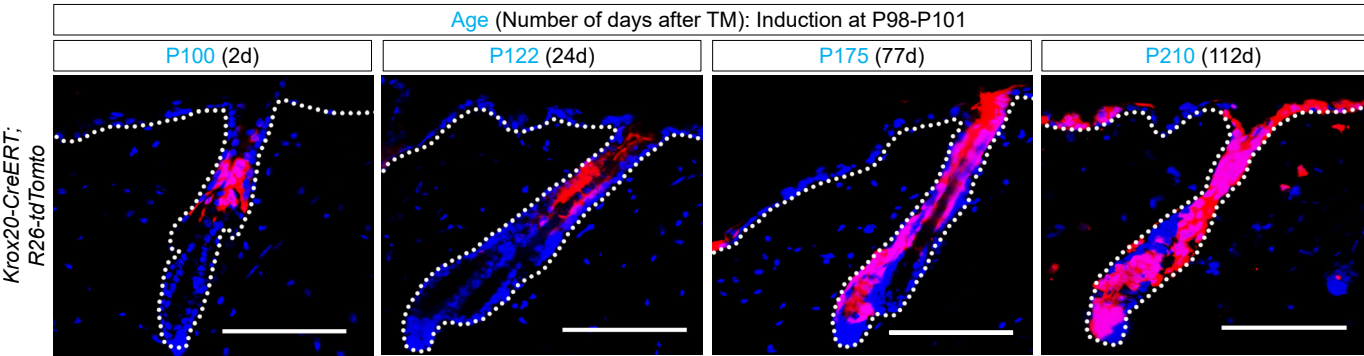 Age (Number of days after TM): Induction at P98-P101
P100 (2d)
P122 (24d)
P175 (77d)
P210 (112d)
Krox20-CreERT;
R26-tdTomto